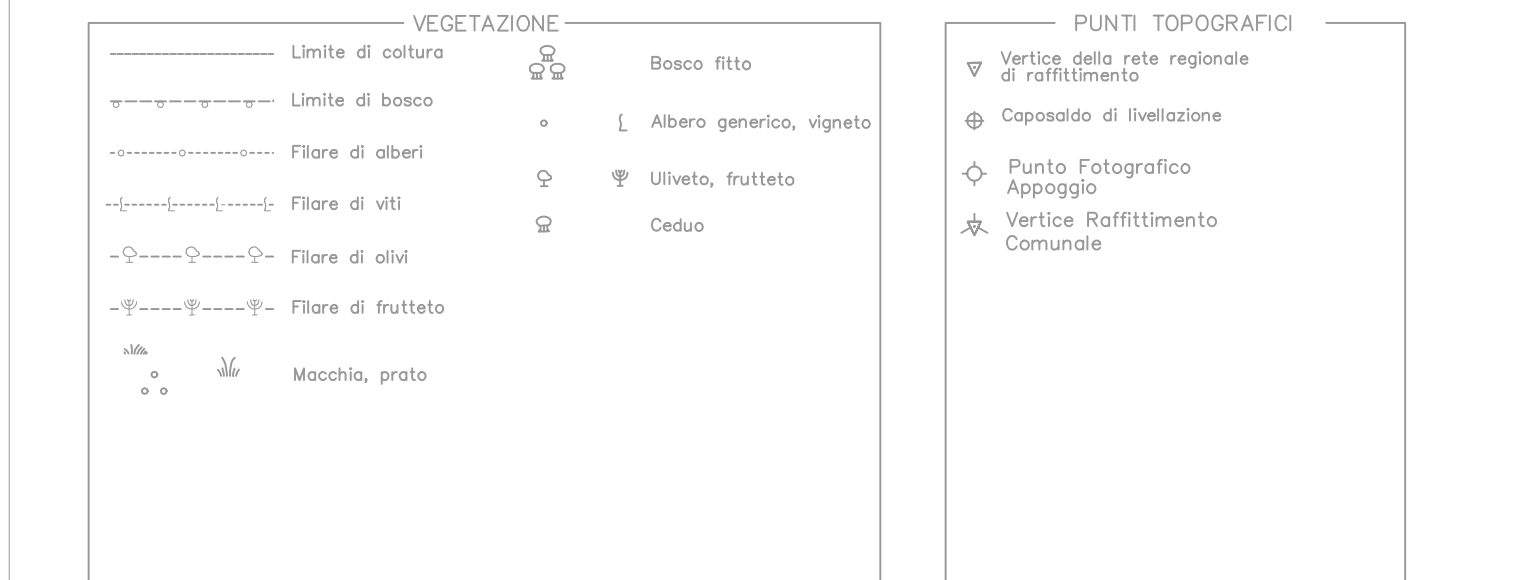 VEGETAZIONE
Limite di coltura
Limite di bosco
Filare di alberi
Filare di viti
Filare di olivi
Filare di frutteto
Macchia, prato
Bosco fitto
Albero generico, vigneto
Uliveto, frutteto
Ceduo
PUNTI TOPOGRAFICI
Vertice della rete regionale
di raffittimento
Caposaldo di livellazione
Punto Fotografico
Appoggio
Vertice Raffittimento
Comunale